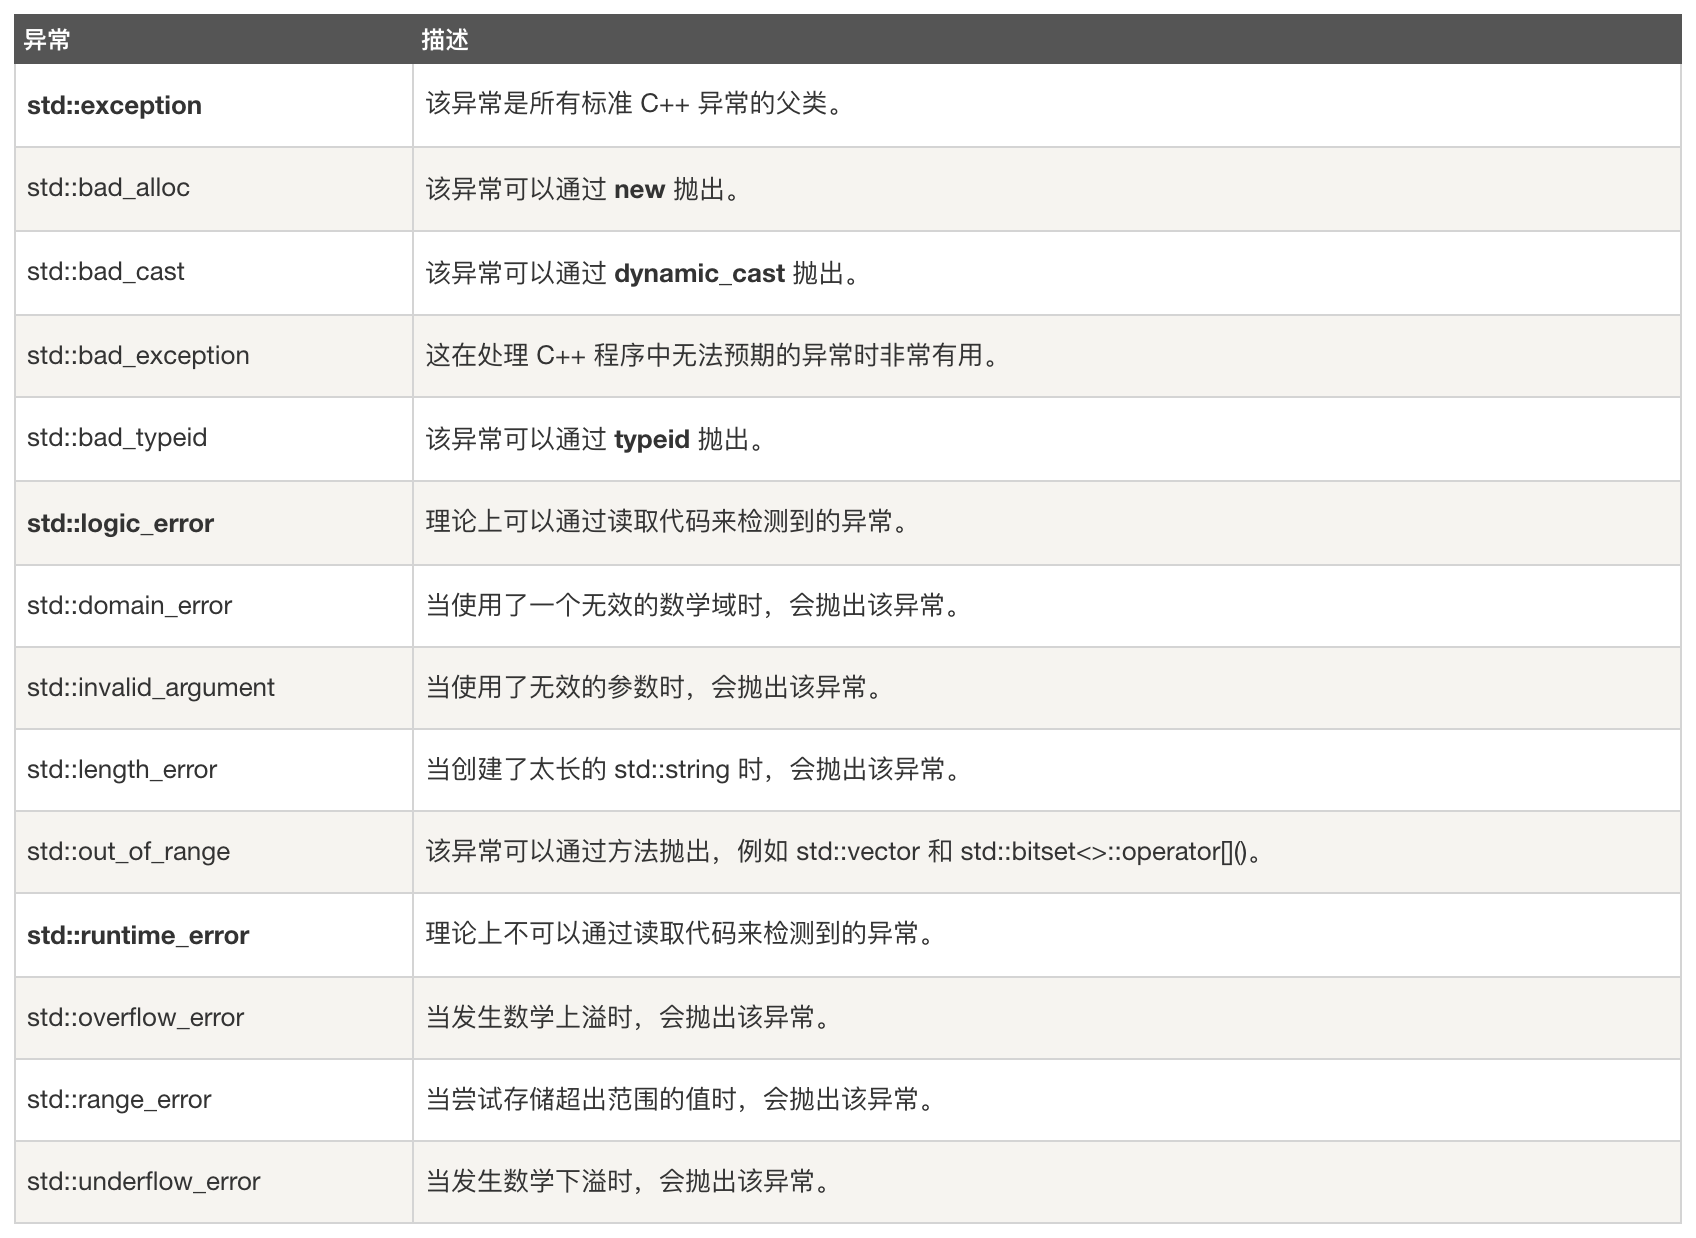 异常 描述
std::exception 该异常是所有标准 C++ 异常的父类。
std::bad_alloc 该异常可以通过 new 抛出。
std::bad_cast 该异常可以通过 dynamic_cast 抛出。
std::bad_exception 这在处理 C++ 程序中无法预期的异常时非常有用。
std::bad_typeid 该异常可以通过 typeid 抛出。
std::logic_error 理论上可以通过读取代码来检测到的异常。
std::domain_error 当使用了一个无效的数学域时，会抛出该异常。
std::invalid_argument 当使用了无效的参数时，会抛出该异常。
std::length_error 当创建了太长的 std::string 时，会抛出该异常。
std::out_of_range 该异常可以通过方法抛出，例如 std::vector 和 std::bitset<>::operator[]()。
std::runtime_error 理论上不可以通过读取代码来检测到的异常。
std::overflow_error 当发生数学上溢时，会抛出该异常。
std::range_error 当尝试存储超出范围的值时，会抛出该异常。
std::underflow_error 当发生数学下溢时，会抛出该异常。